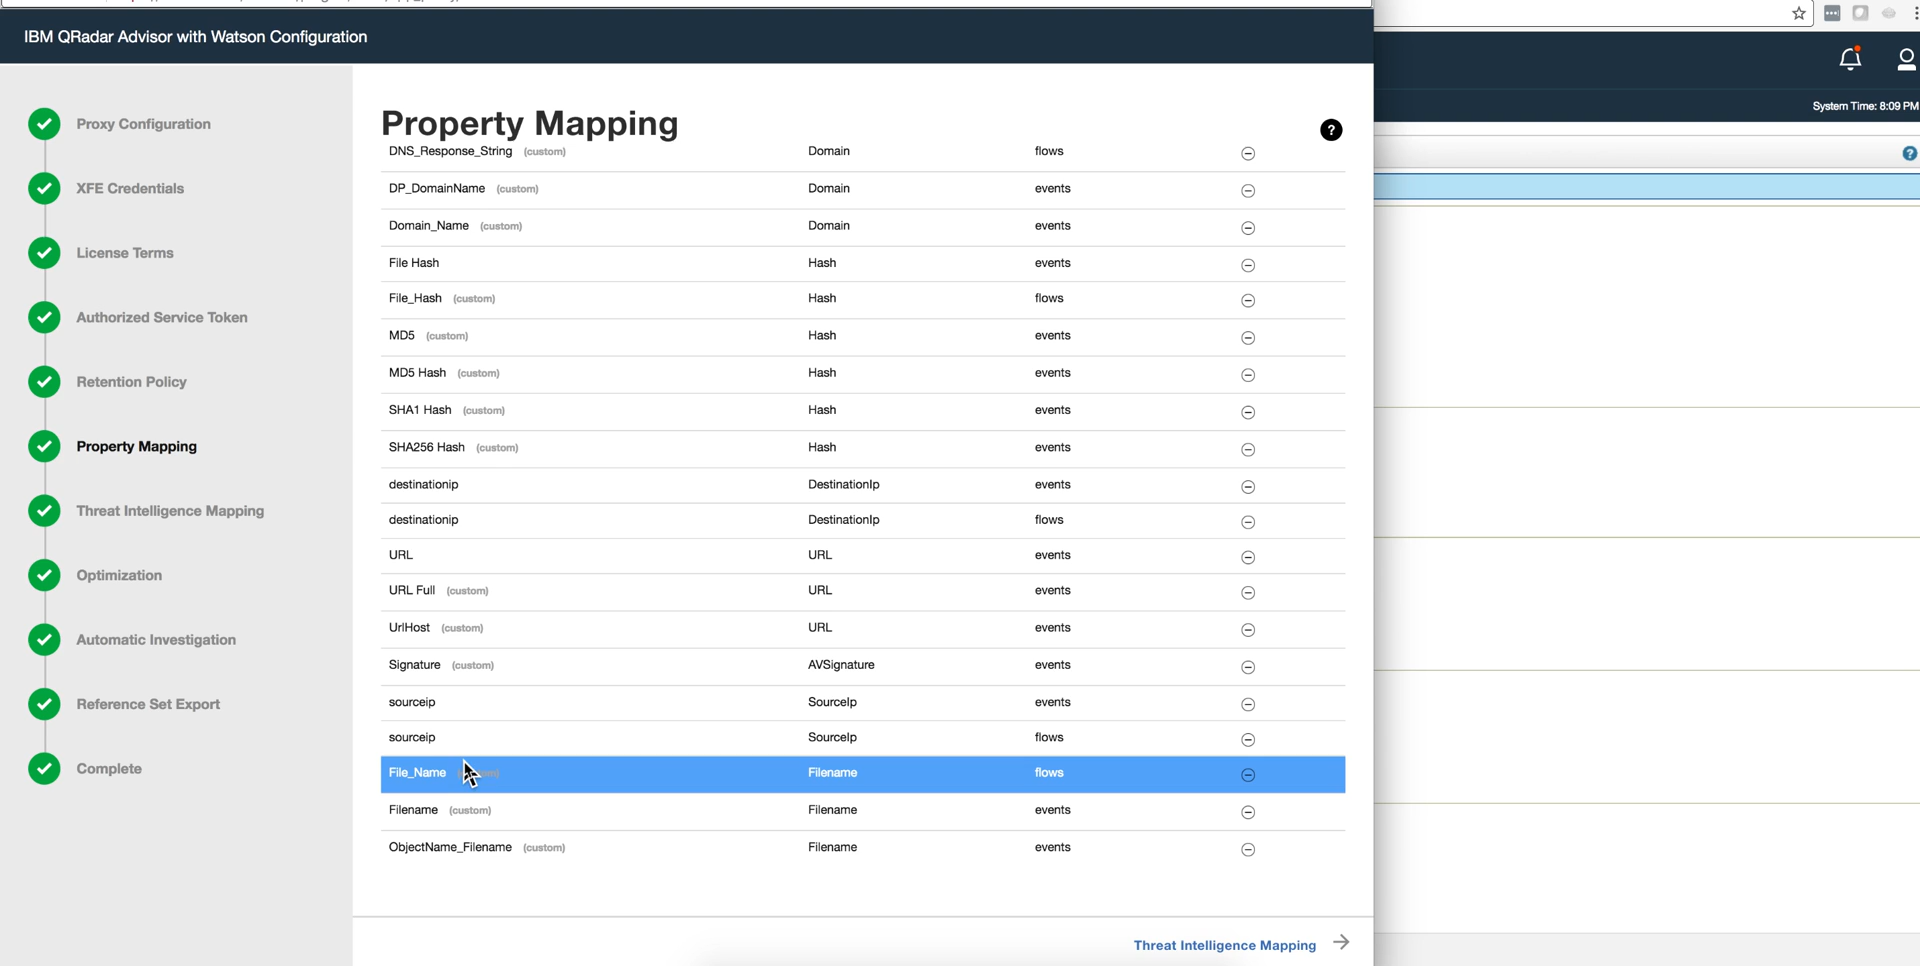 IBM QRadar Advisor with Watson Configuration
System Time: 8:09 PM
Proxy Configuration
XFE Credentials
License Terms
Authorized Service Token
Retention Policy
Property Mapping
Threat Intelligence Mapping
Optimization
Automatic Investigation
Reference Set Export
Complete
Property Mapping
?
?
DNS_Response_String (custom) Domain flows
DP_DomainName (custom) Domain events
Domain_Name (custom) Domain events
File Hash Hash events
File_Hash (custom) Hash flows
MD5 (custom) Hash events
MD5 Hash (custom) Hash events
SHA1 Hash (custom) Hash events
SHA256 Hash (custom) Hash events
destinationip DestinationIp events
destinationip DestinationIp flows
URL URL events
URL Full (custom) URL events
UrlHost (custom) URL events
Signature (custom) AVSignature events
sourceip SourceIp events
sourceip SourceIp flows
File_Name Filename flows
Filename (custom) Filename events
ObjectName_Filename (custom) Filename events
Threat Intelligence Mapping